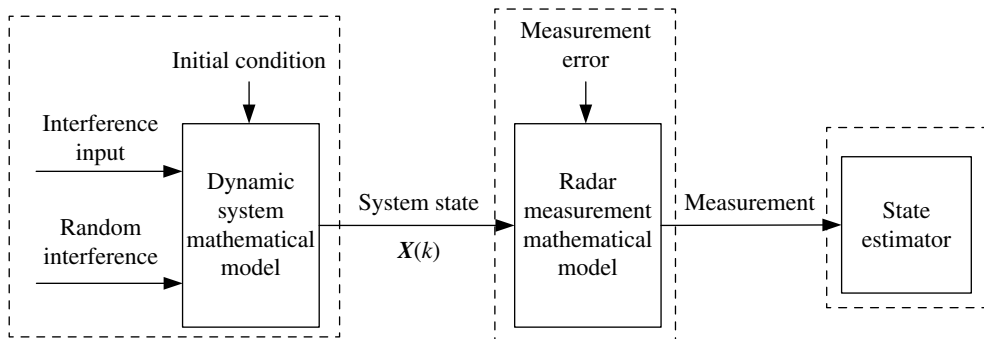 Initial condition
Interference
input
Random
interference
Dynamic
system
mathematical
model
System state
X(k)
Measurement
error
Radar
measurement
mathematical
model
Measurement
State
estimator